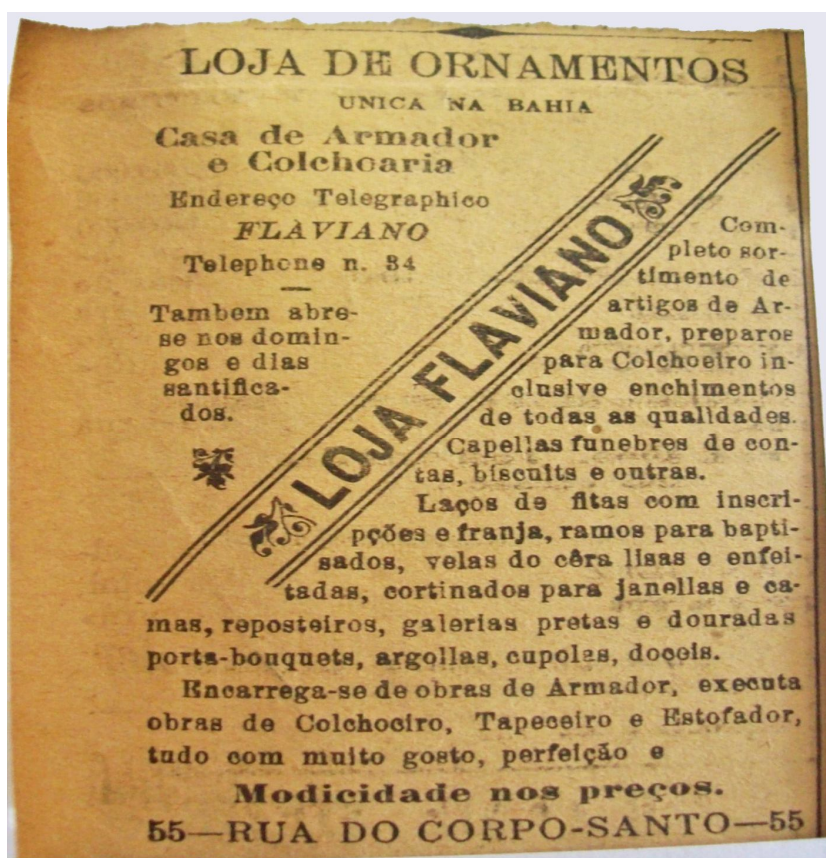 LOJA DE ORNAMENTOS
UNICA NA BAHIA
Casa de Armador
e Colchoaria
Endereço Telegraphico
FLAVIANO
Telephone n. 84
Tambem abre-
se nos domin-
gos e dias
santifica-
dos.
LOJA FLAVIANO
Com-
pleto sor-
timento de
artigos de Ar-
mador, preparos
para Colchoeiro in-
clusive enchimentos
de todas as qualidades.
Capellas funebres de con-
tas, biscuits e outras.
Laços de fitas com inscri-
pções e franja, ramos para bapti-
sados, velas do cêra lisas e enfei-
tadas, cortinados para janellas e ca-
mas, reposteiros, galerias pretas e douradas
porta-bouquets, argollas, cupolas, doceis.
Encarrega-se de obras de Armador, executa
obras de Colchoeiro, Tapeceiro e Estofador,
tudo com muito gosto, perfeição e
Modicidade nos preços.
55—RUA DO CORPO-SANTO—55